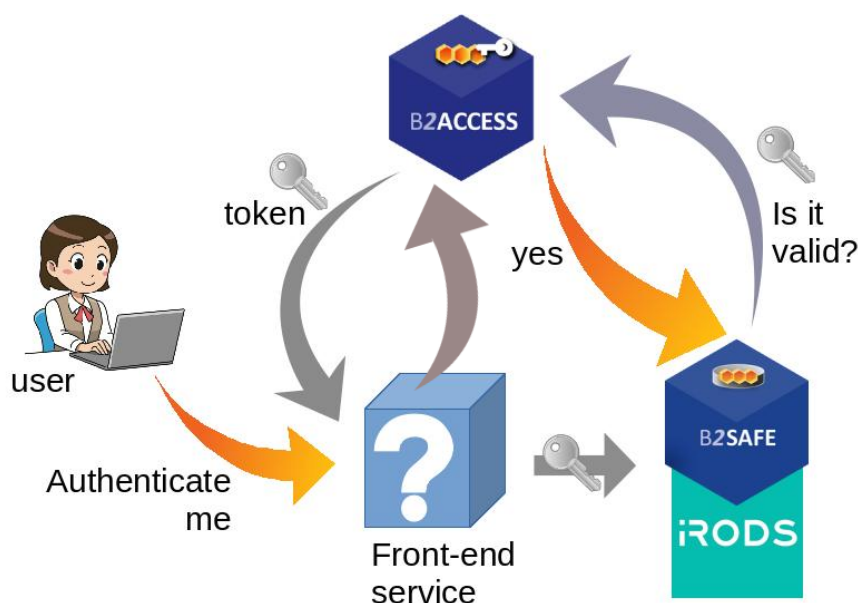 B2ACCESS
token
Is it
valid?
yes
user
Authenticate
me
?
B2SAFE
iRODS
Front-end
service